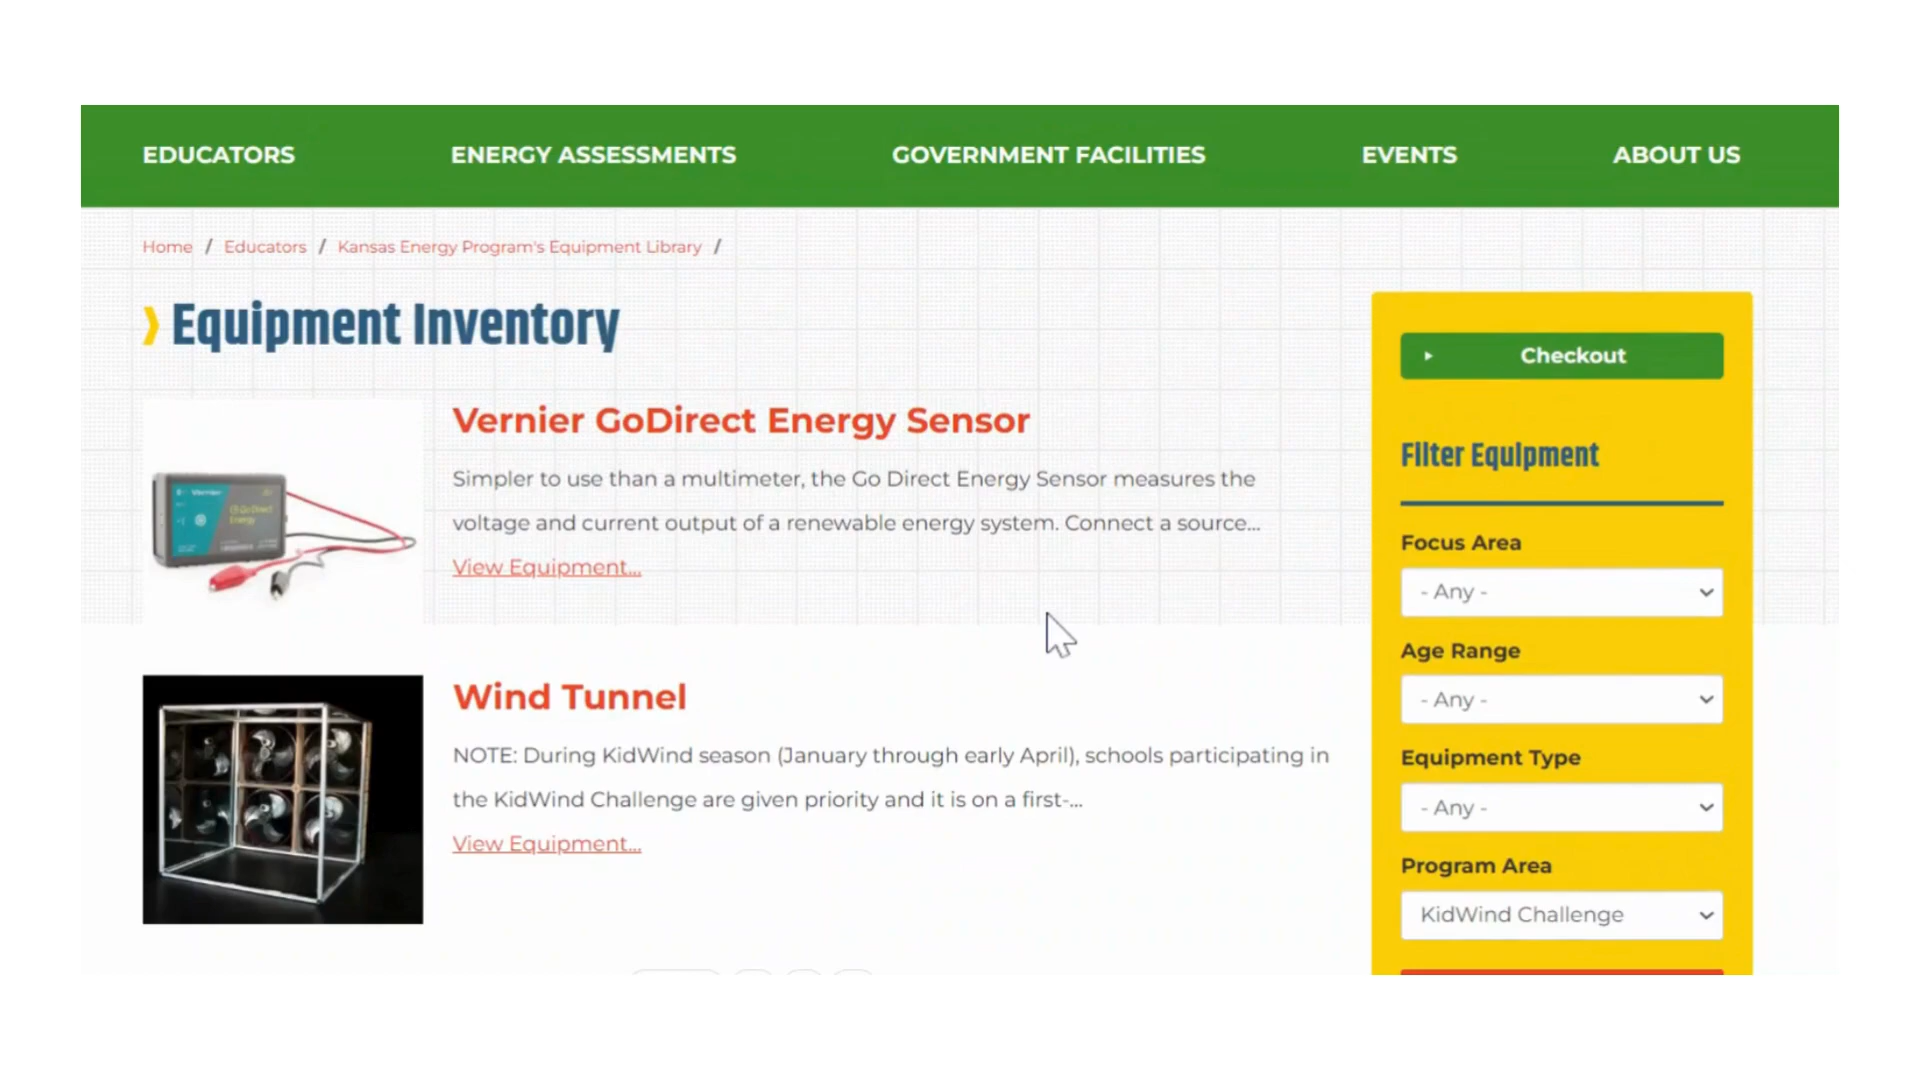 EDUCATORS ENERGY ASSESSMENTS GOVERNMENT FACILITIES EVENTS ABOUT US
Home / Educators / Kansas Energy Program's Equipment Library /
Equipment Inventory
Vernier GoDirect Energy Sensor
Simpler to use than a multimeter, the Go Direct Energy Sensor measures the
voltage and current output of a renewable energy system. Connect a source...
View Equipment...
Vernier
Go Direct
Energy
Wind Tunnel
NOTE: During KidWind season (January through early April), schools participating in
the KidWind Challenge are given priority and it is on a first-...
View Equipment...
Checkout
Filter Equipment
Focus Area
- Any -
Age Range
- Any -
Equipment Type
- Any -
Program Area
KidWind Challenge